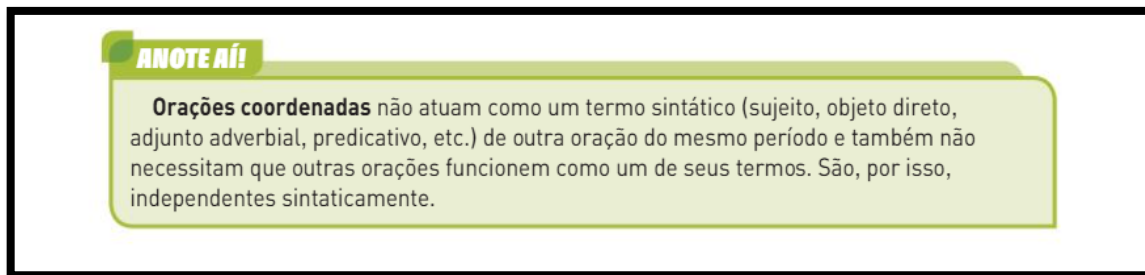 ANOTE AÍ!
Orações coordenadas não atuam como um termo sintático (sujeito, objeto direto,
adjunto adverbial, predicativo, etc.) de outra oração do mesmo período e também não
necessitam que outras orações funcionem como um de seus termos. São, por isso,
independentes sintaticamente.